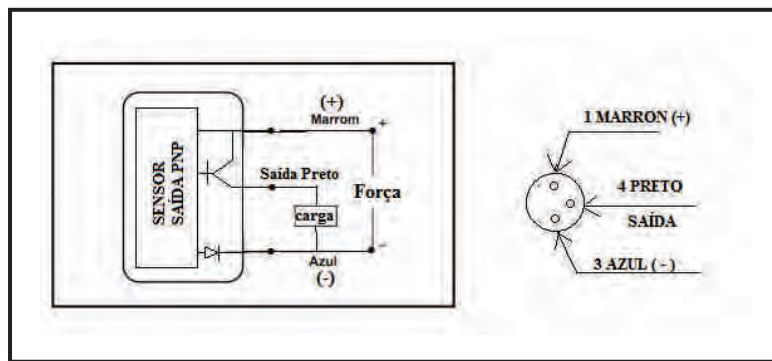 SENSOR
SAÍDA PNP
(+)
Marrom
+
Saída Preto
Força
carga
−
Azul
(-)
1 MARRON (+)
4 PRETO
SAÍDA
3 AZUL ( - )